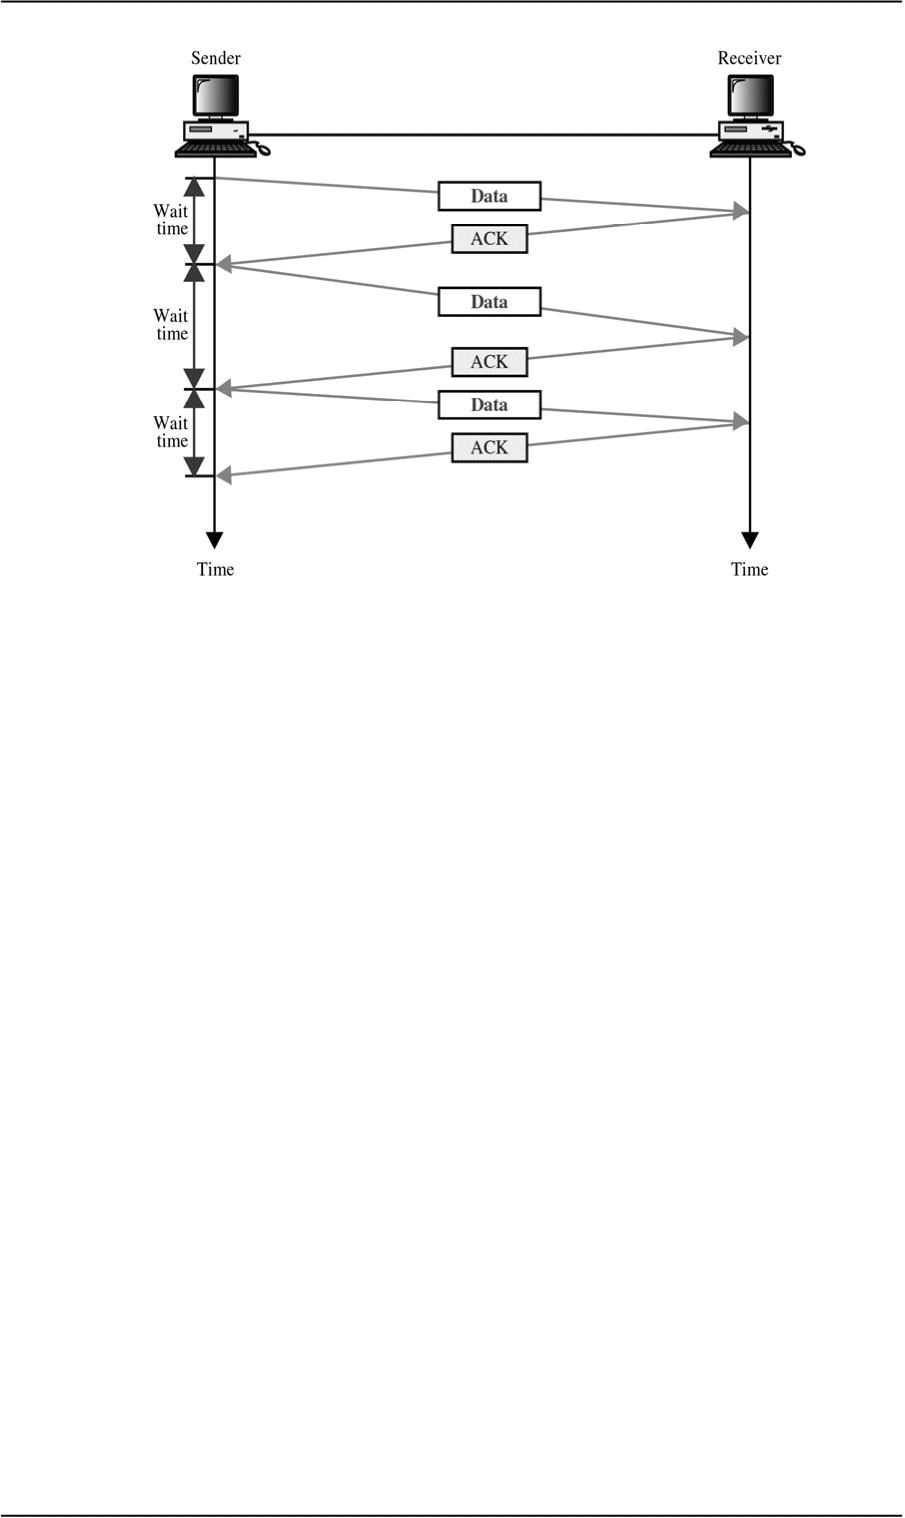 Sender
Receiver
Data
Wait
time
ACK
Data
Wait
time
ACK
Data
Wait
time
ACK
Time
Time